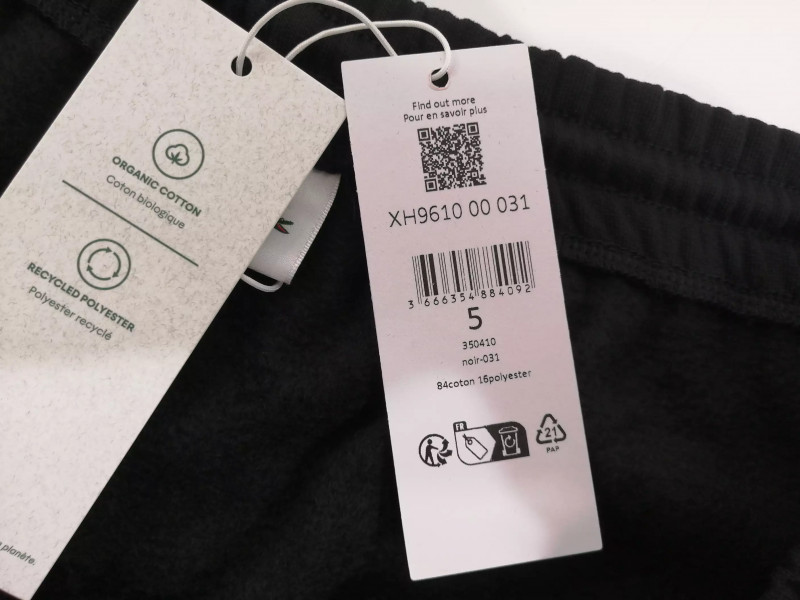 ORGANIC COTTON
Coton biologique
RECYCLED POLYESTER
Polyester recyclé
planète.
Find out more
Pour en savoir plus
XH9610 00 031
3 666354 884092
5
350410
noir-031
84coton 16polyester
FR
21
PAP